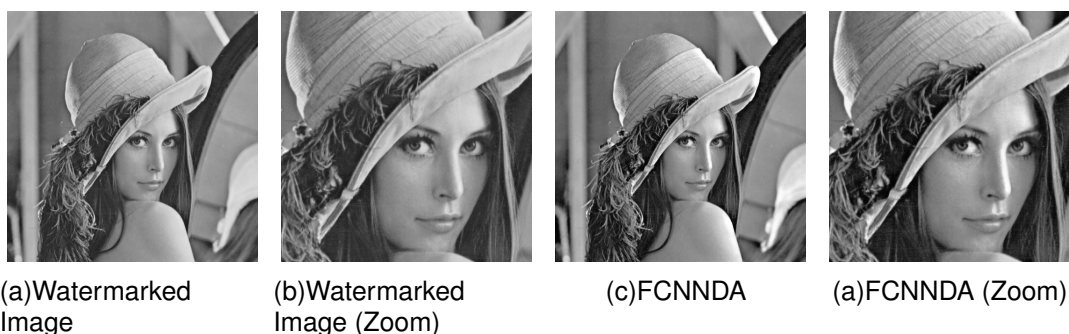 (a)Watermarked
Image
(b)Watermarked
Image (Zoom)
(c)FCNNDA
(a)FCNNDA (Zoom)